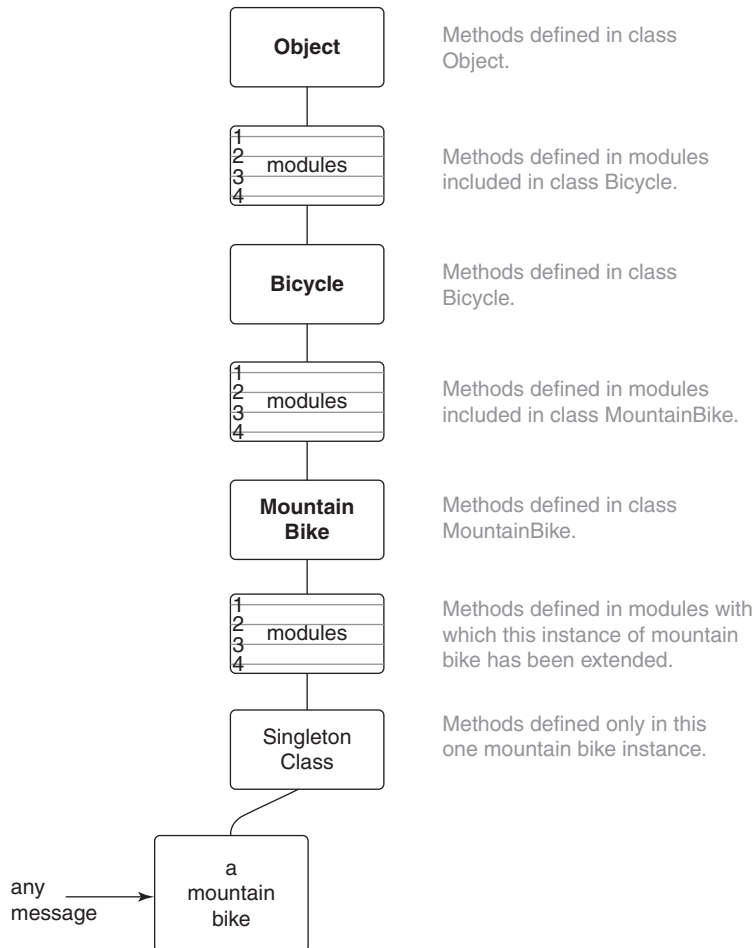 Object
Methods defined in class
Object.
1
2
modules
3
4
Methods defined in modules
included in class Bicycle.
Bicycle
Methods defined in class
Bicycle.
1
2
modules
3
4
Methods defined in modules
included in class MountainBike.
Mountain
Bike
Methods defined in class
MountainBike.
1
2
modules
3
4
Methods defined in modules with
which this instance of mountain
bike has been extended.
Singleton
Class
Methods defined only in this
one mountain bike instance.
any
message
a
mountain
bike